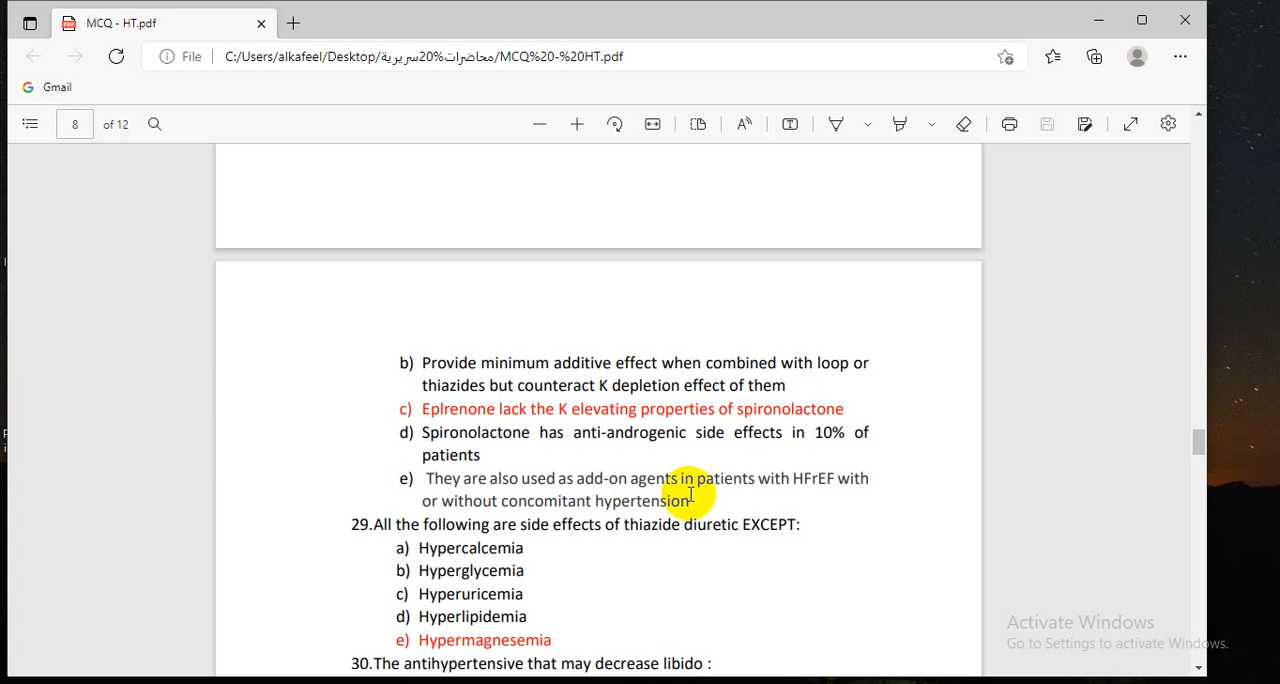 MCQ - HT.pdf
File
C:/Users/alkafeel/Desktop/محاضرات%20سريرية/MCQ%20-%20HT.pdf
Gmail
8 of 12
b) Provide minimum additive effect when combined with loop or
thiazides but counteract K depletion effect of them
c) Eplrenone lack the K elevating properties of spironolactone
d) Spironolactone has anti-androgenic side effects in 10% of
patients
e) They are also used as add-on agents in patients with HFrEF with
or without concomitant hypertension
29.All the following are side effects of thiazide diuretic EXCEPT:
a) Hypercalcemia
b) Hyperglycemia
c) Hyperuricemia
d) Hyperlipidemia
e) Hypermagnesemia
30.The antihypertensive that may decrease libido :
Activate Windows
Go to Settings to activate Windows.